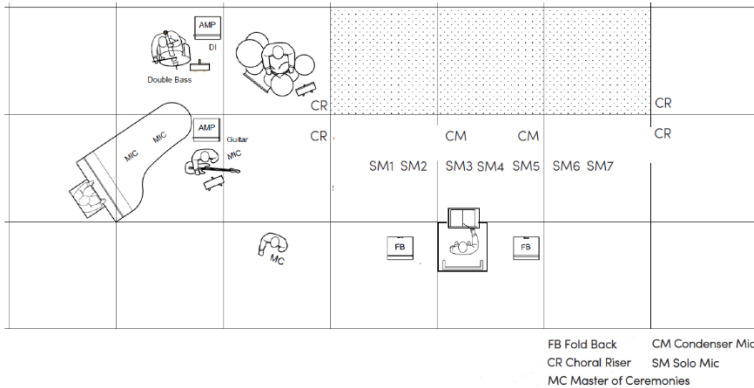 AMP
DI
Double Bass
CR
CR
MIC
MIC
AMP
Guitar
MIC
CR
CM
CM
CR
SM1 SM2 SM3 SM4 SM5 SM6 SM7
MC
FB
FB
FB Fold Back
CM Condenser Mic
CR Choral Riser
SM Solo Mic
MC Master of Ceremonies